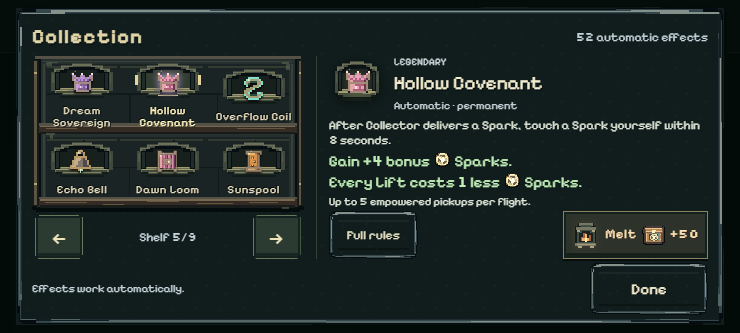 Collection
52 automatic effects
Dream
Sovereign
Hollow
Covenant
Overflow Coil
Echo Bell
Dawn Loom
Sunspool
←
Shelf 5/9
→
Effects work automatically.
LEGENDARY
Hollow Covenant
Automatic · permanent
After Collector delivers a Spark, touch a Spark yourself within
8 seconds.
Gain +4 bonus Sparks.
Every Lift costs 1 less Sparks.
Up to 5 empowered pickups per flight.
Full rules
Melt +50
Done